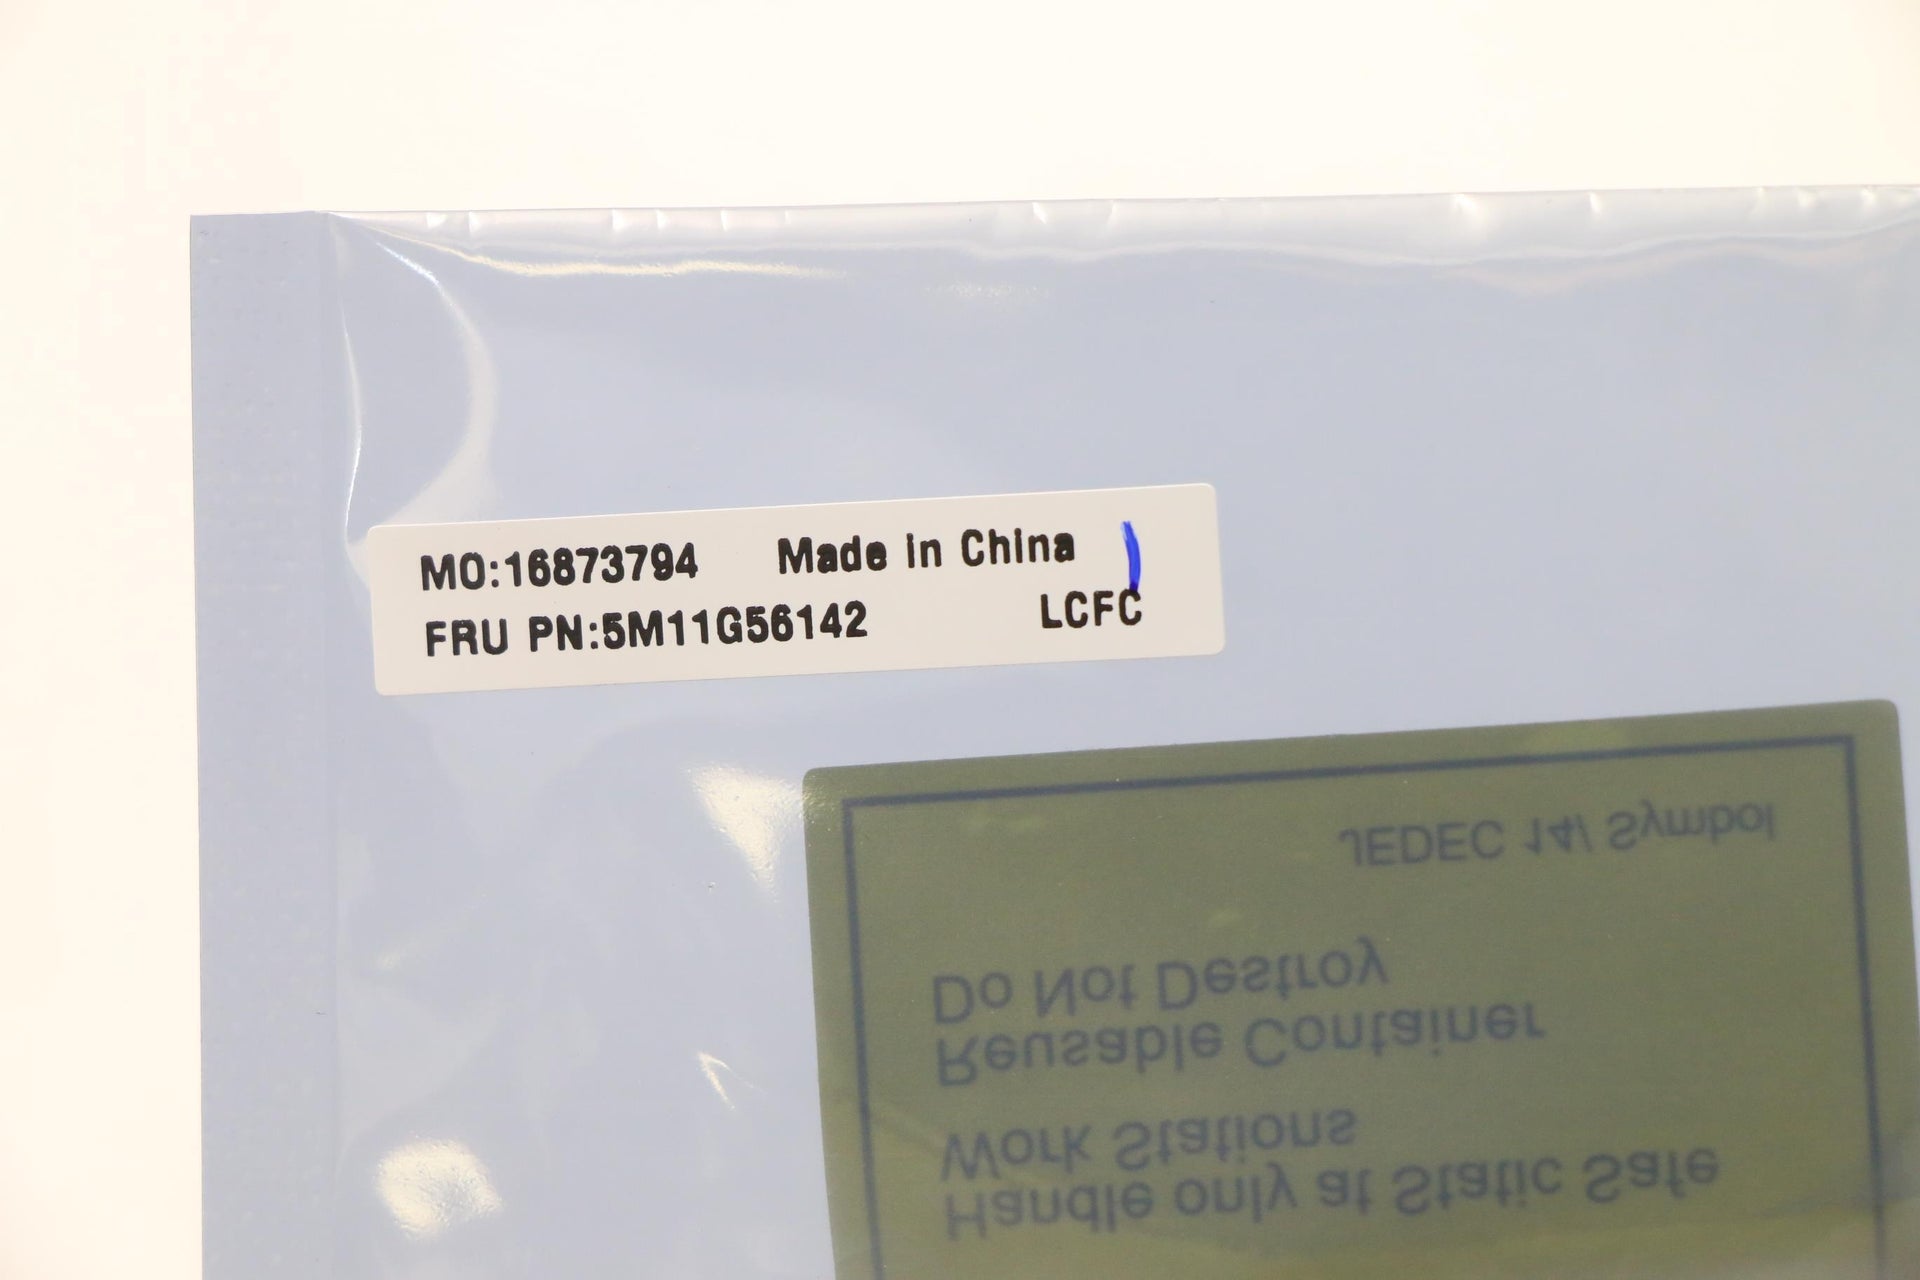 MO:16873794 Made in China
FRU PN:5M11G56142 LCFC
JEDEC 14/ Symbol
Do Not Destroy
Reusable Container
Work Stations
Handle only at Static Safe